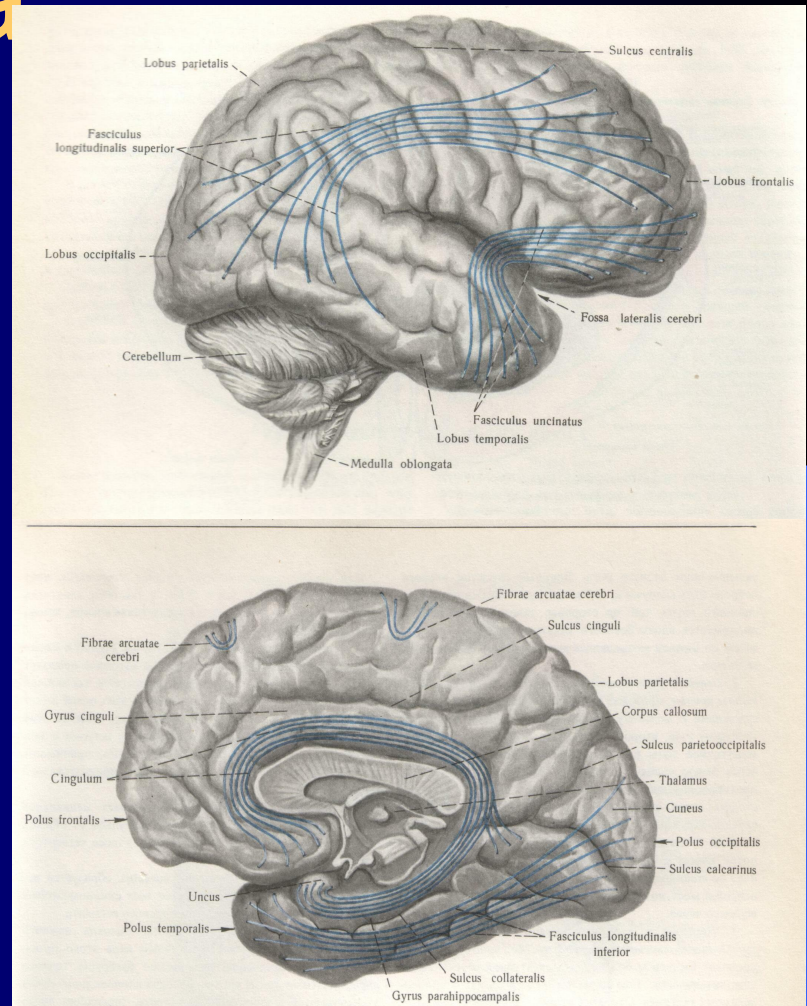 Lobus parietalis
Sulcus centralis
Fasciculus
longitudinalis superior
Lobus frontalis
Lobus occipitalis
Fossa lateralis cerebri
Cerebellum
Fasciculus uncinatus
Lobus temporalis
Medulla oblongata
Fibrae arcuatae cerebri
Sulcus cinguli
Fibrae arcuatae
cerebri
Lobus parietalis
Gyrus cinguli
Corpus callosum
Sulcus parietooccipitalis
Cingulum
Thalamus
Cuneus
Polus frontalis
Polus occipitalis
Sulcus calcarinus
Uncus
Polus temporalis
Fasciculus longitudinalis
inferior
Sulcus collateralis
Gyrus parahippocampalis